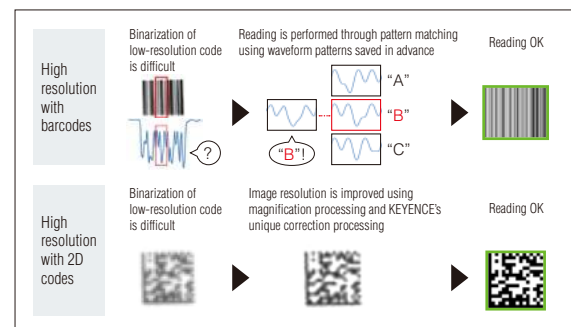 High
resolution
with
barcodes
Binarization of
low-resolution code
is difficult
?
Reading is performed through pattern matching
using waveform patterns saved in advance
"A"
"B"
"C"
"B"!
Reading OK
High
resolution
with 2D
codes
Binarization of
low-resolution code
is difficult
Image resolution is improved using
magnification processing and KEYENCE's
unique correction processing
Reading OK